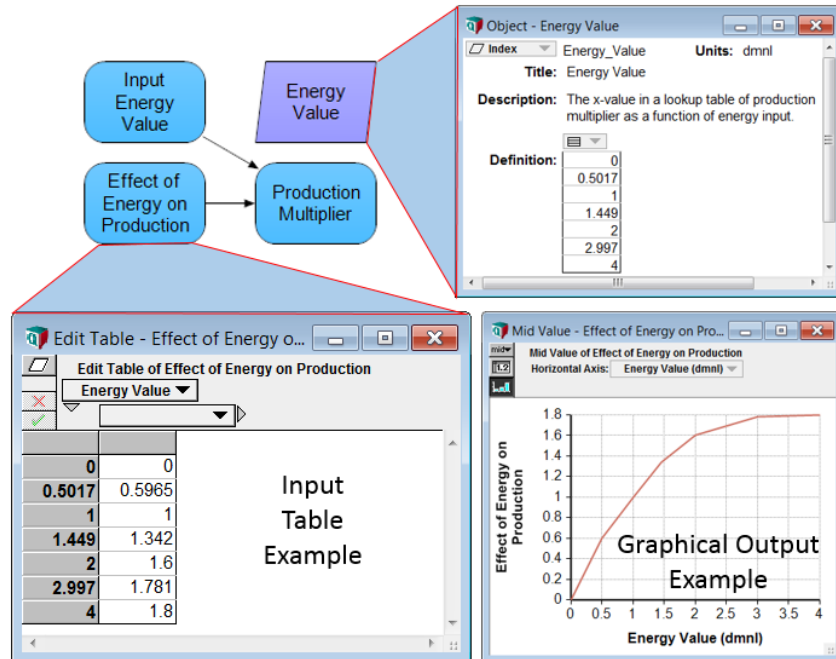 Input
Energy
Value
Energy
Value
Effect of
Energy on
Production
Production
Multiplier
Object - Energy Value
Index Energy_Value Units: dmnl
Title: Energy Value
Description: The x-value in a lookup table of production
multiplier as a function of energy input.
Definition:
0
0.5017
1
1.449
2
2.997
4
Edit Table - Effect of Energy o...
Edit Table of Effect of Energy on Production
Energy Value
0 0
0.5017 0.5965
1 1
1.449 1.342
2 1.6
2.997 1.781
4 1.8
Input
Table
Example
Mid Value - Effect of Energy on Pro...
mid
Mid Value of Effect of Energy on Production
Horizontal Axis: Energy Value (dmnl)
Effect of Energy on
Production
1.8
1.6
1.4
1.2
1
0.8
0.6
0.4
0.2
0
Graphical Output
Example
0 0.5 1 1.5 2 2.5 3 3.5 4
Energy Value (dmnl)